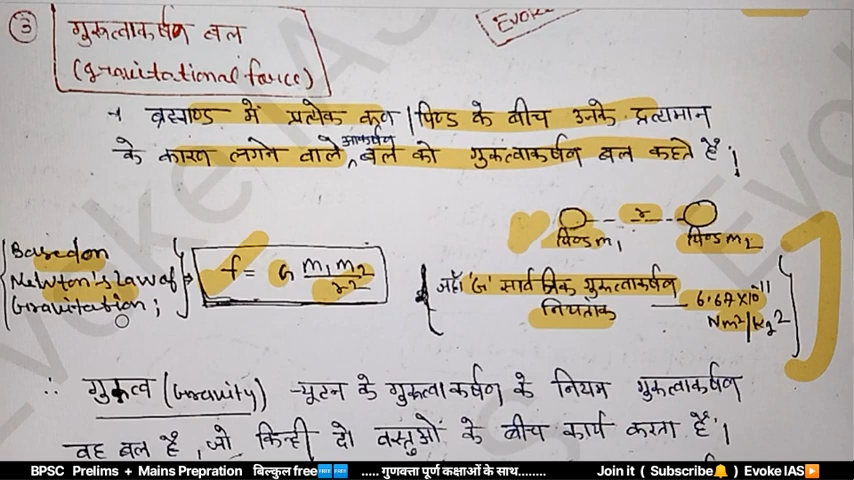 ③ गुरूत्वाकर्षण बल
(Gravitational force)
EVOKE
→ ब्रह्माण्ड में प्रत्येक कण / पिण्ड के बीच उनके द्रव्यमान
के कारण लगने वाले आकर्षण बल को गुरुत्वाकर्षण बल कहते हैं।
r
पिण्ड m₁ पिण्ड m₂
Based on
Newton's Law of
Gravitation;
f = G m₁m₂ / r²
जहाँ 'G' सार्वत्रिक गुरुत्वाकर्षण
नियतांक — 6.67 x 10⁻¹¹
Nm²/kg²
∴ गुरुत्व (Gravity) न्यूटन के गुरुत्वाकर्षण के नियम गुरुत्वाकर्षण
वह बल है, जो किन्ही दो वस्तुओं के बीच कार्य करता है।
BPSC Prelims + Mains Prepration बिल्कुल free🆓🆓 ..... गुणवत्ता पूर्ण कक्षाओं के साथ........ Join it ( Subscribe🔔 ) Evoke IAS▶️